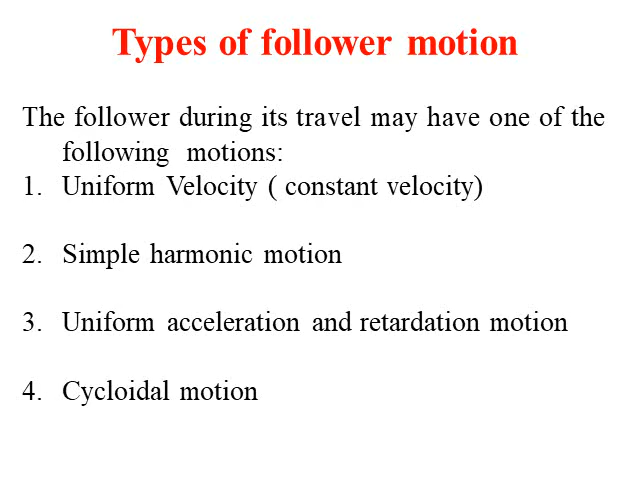 Types of follower motion
The follower during its travel may have one of the
following motions:
1. Uniform Velocity ( constant velocity)
2. Simple harmonic motion
3. Uniform acceleration and retardation motion
4. Cycloidal motion